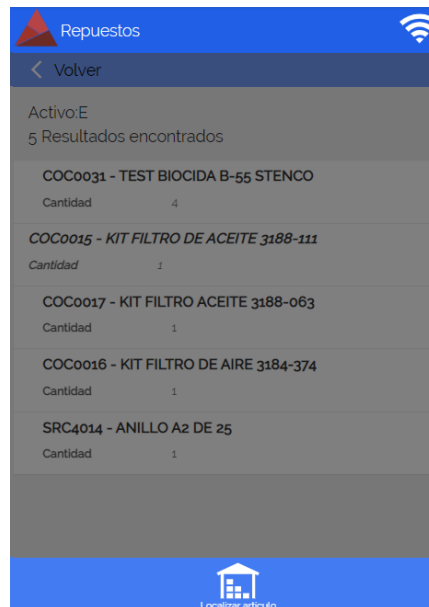 Repuestos
Volver
Activo:E
5 Resultados encontrados
COC0031 - TEST BIOCIDA B-55 STENCO
Cantidad 4
COC0015 - KIT FILTRO DE ACEITE 3188-111
Cantidad 1
COC0017 - KIT FILTRO ACEITE 3188-063
Cantidad 1
COC0016 - KIT FILTRO DE AIRE 3184-374
Cantidad 1
SRC4014 - ANILLO A2 DE 25
Cantidad 1
Localizar artículo